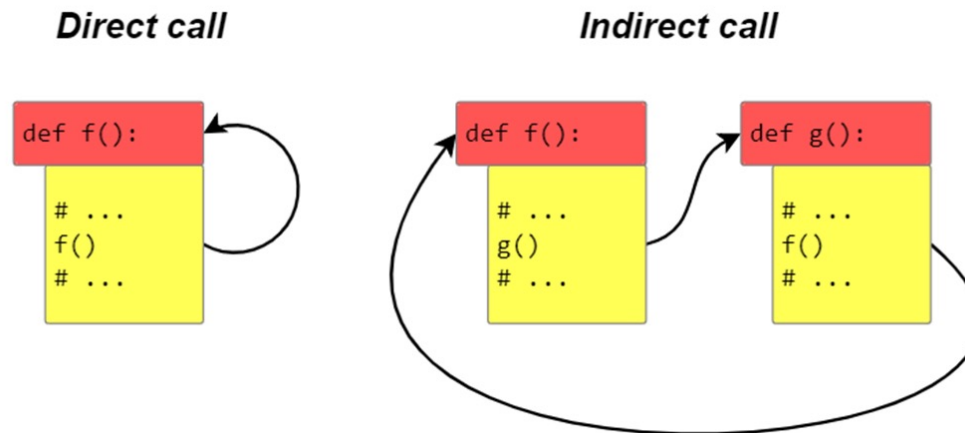 Direct call
def f():
# ...
f()
# ...
Indirect call
def f():
# ...
g()
# ...
def g():
# ...
f()
# ...